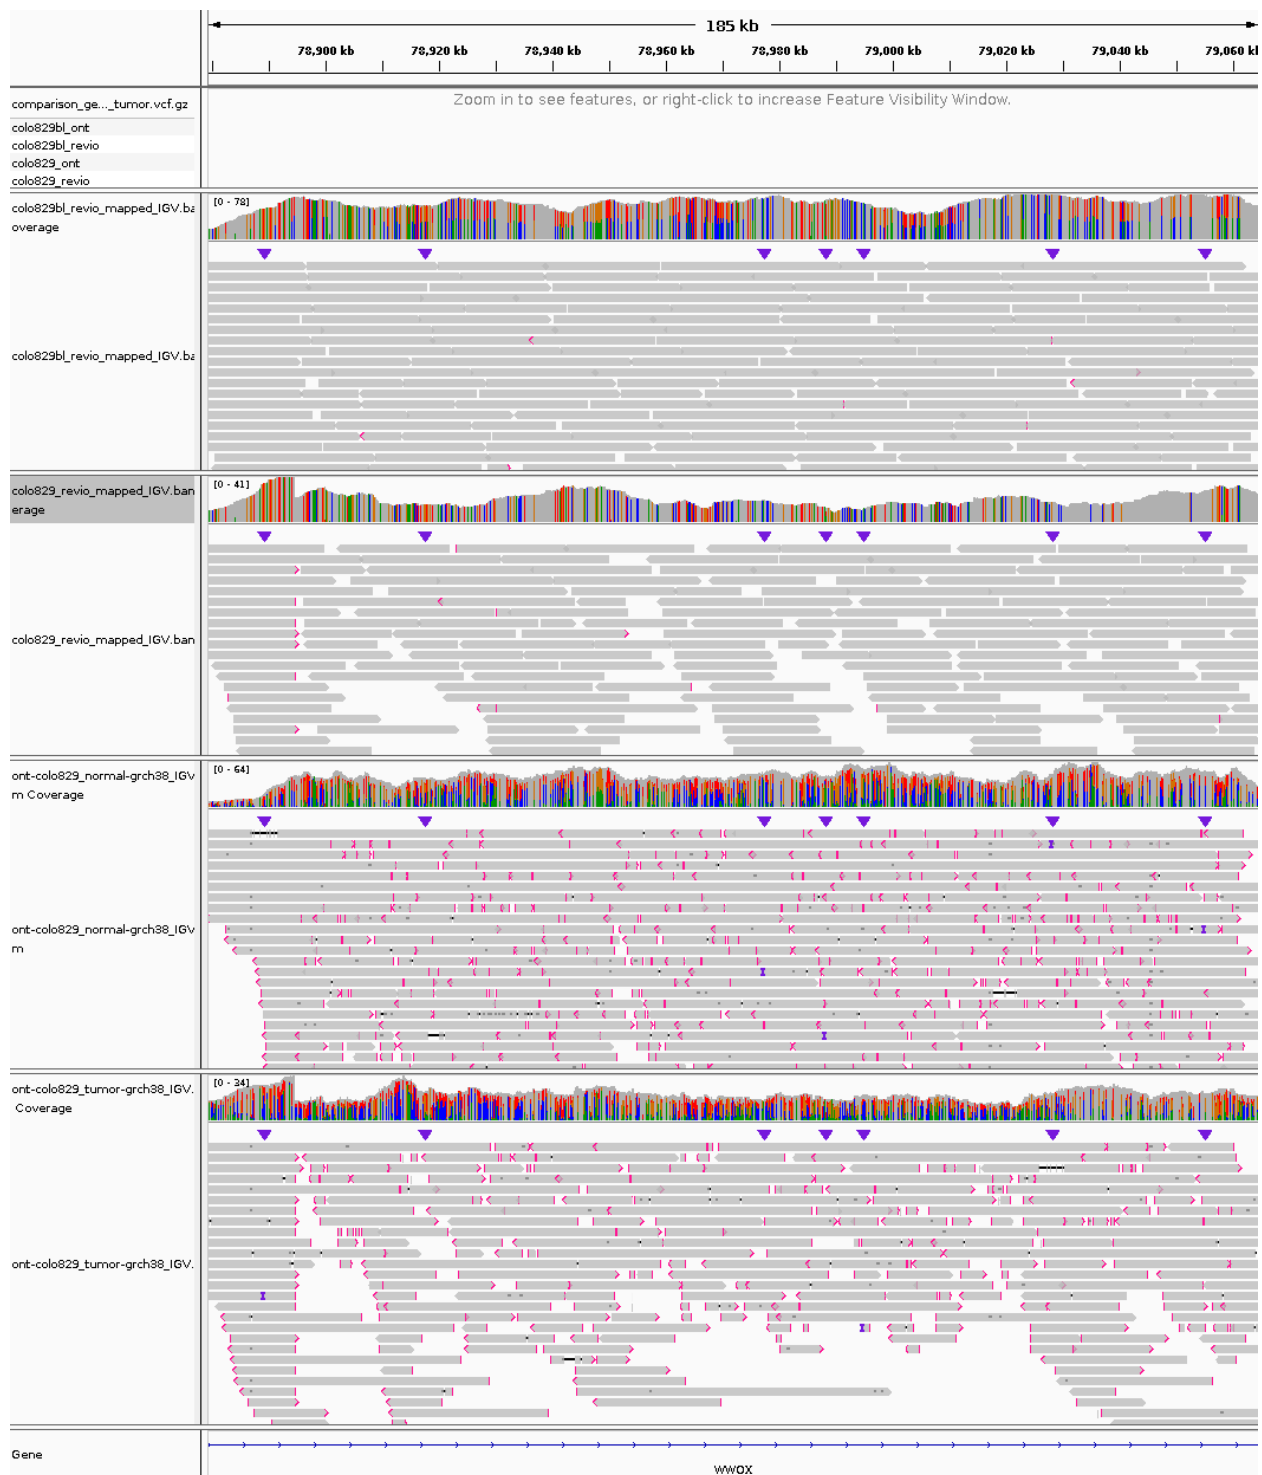 185 kb
78,900 kb 78,920 kb 78,940 kb 78,960 kb 78,980 kb 79,000 kb 79,020 kb 79,040 kb 79,060 kb
comparison_ge..._tumor.vcf.gz
Zoom in to see features, or right-click to increase Feature Visibility Window.
colo829bl_ont
colo829bl_revio
colo829_ont
colo829_revio
colo829bl_revio_mapped_IGV.ba
overage
[0 - 78]
colo829bl_revio_mapped_IGV.ba
colo829_revio_mapped_IGV.ban
erage
[0 - 41]
colo829_revio_mapped_IGV.ban
ont-colo829_normal-grch38_IGV
m Coverage
[0 - 64]
ont-colo829_normal-grch38_IGV
m
ont-colo829_tumor-grch38_IGV.
Coverage
[0 - 34]
ont-colo829_tumor-grch38_IGV.
Gene
WWOX